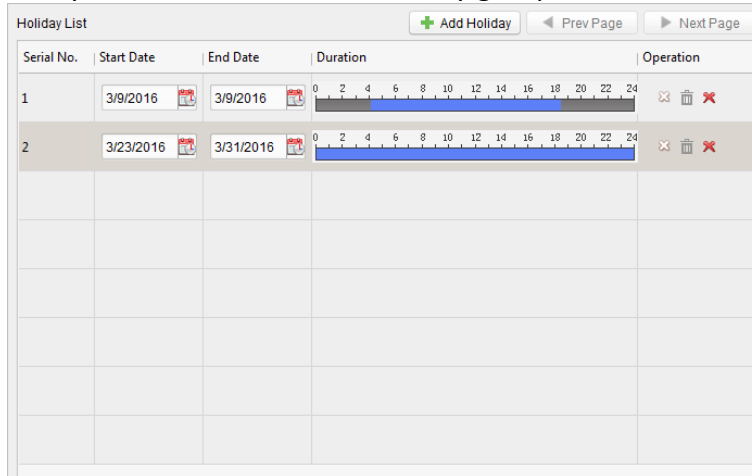 Holiday List Add Holiday Prev Page Next Page
Serial No. Start Date End Date Duration Operation
0 2 4 6 8 10 12 14 16 18 20 22 24
1 3/9/2016 3/9/2016
0 2 4 6 8 10 12 14 16 18 20 22 24
2 3/23/2016 3/31/2016